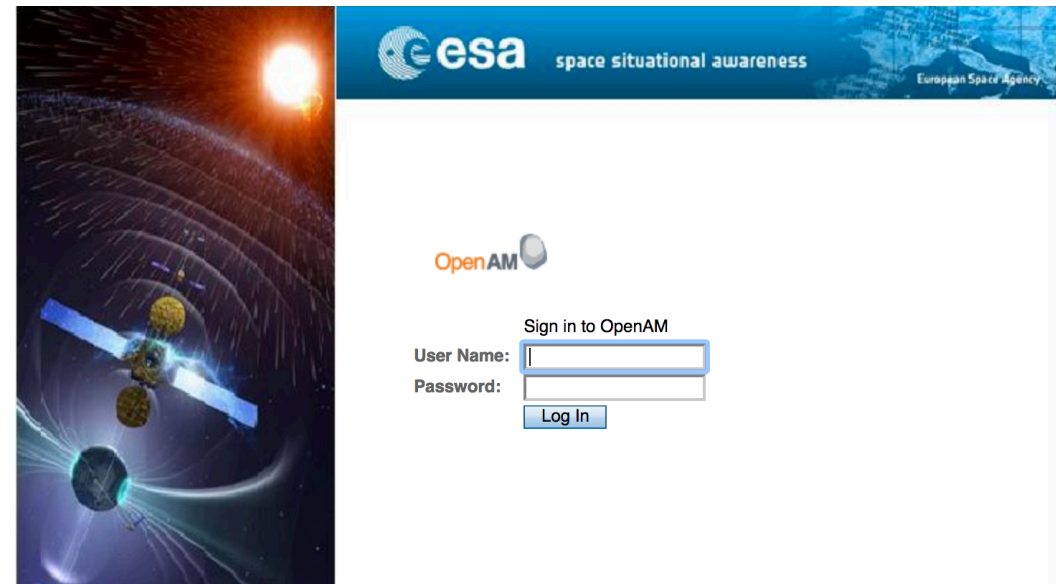 esa
space situational awareness
European Space Agency
OpenAM
Sign in to OpenAM
User Name:
Password:
Log In